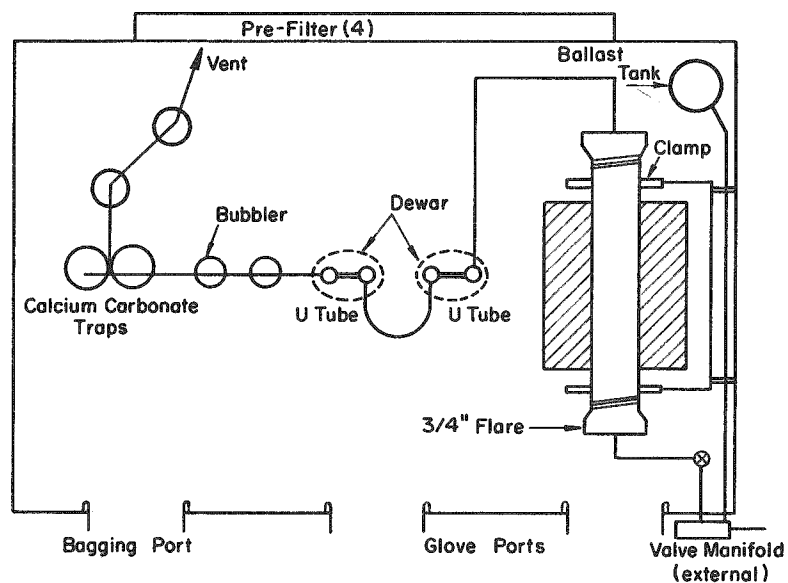 Pre-Filter (4)
Vent
Ballast
Tank
Clamp
Dewar
Bubbler
Calcium Carbonate
Traps
U Tube
U Tube
3/4" Flare
Bagging Port
Glove Ports
Valve Manifold
(external)